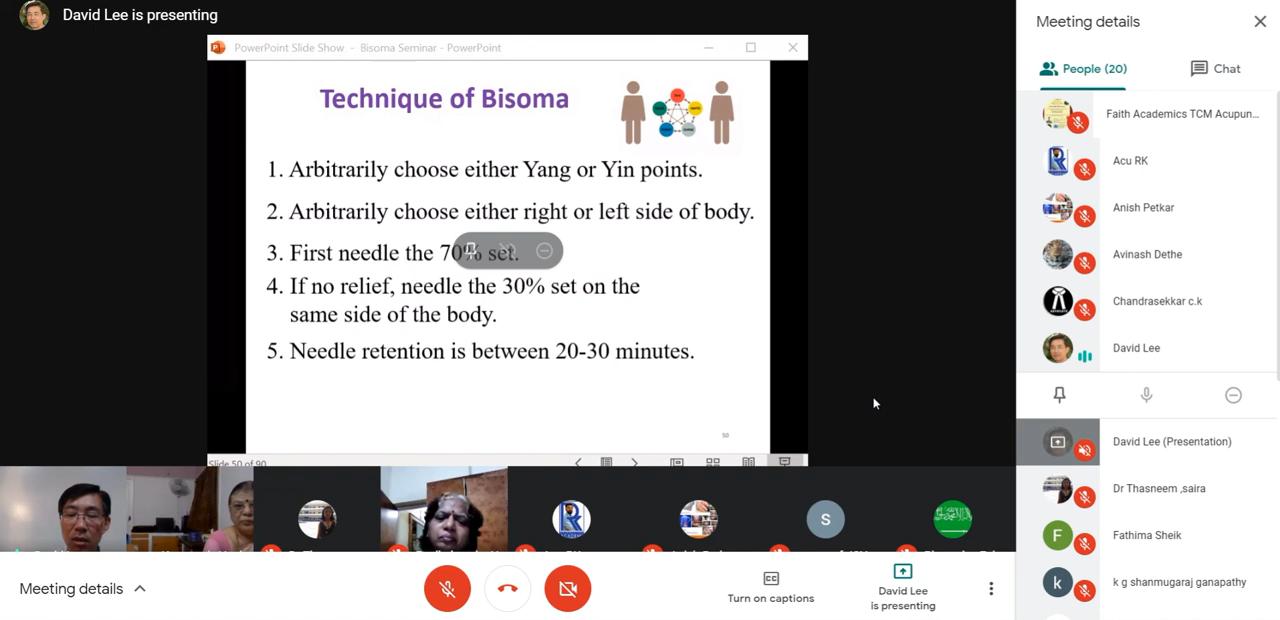 David Lee is presenting
PowerPoint Slide Show - Bisoma Seminar - PowerPoint
Technique of Bisoma
1. Arbitrarily choose either Yang or Yin points.
2. Arbitrarily choose either right or left side of body.
3. First needle the 70% set.
4. If no relief, needle the 30% set on the
same side of the body.
5. Needle retention is between 20-30 minutes.
50
Slide 50 of 90
Meeting details
People (20)
Chat
Faith Academics TCM Acupun...
Acu RK
Anish Petkar
Avinash Dethe
Chandrasekkar c.k
David Lee
David Lee (Presentation)
Dr Thasneem ,saira
F
Fathima Sheik
k
k g shanmugaraj ganapathy
S
Meeting details
Turn on captions
David Lee
is presenting